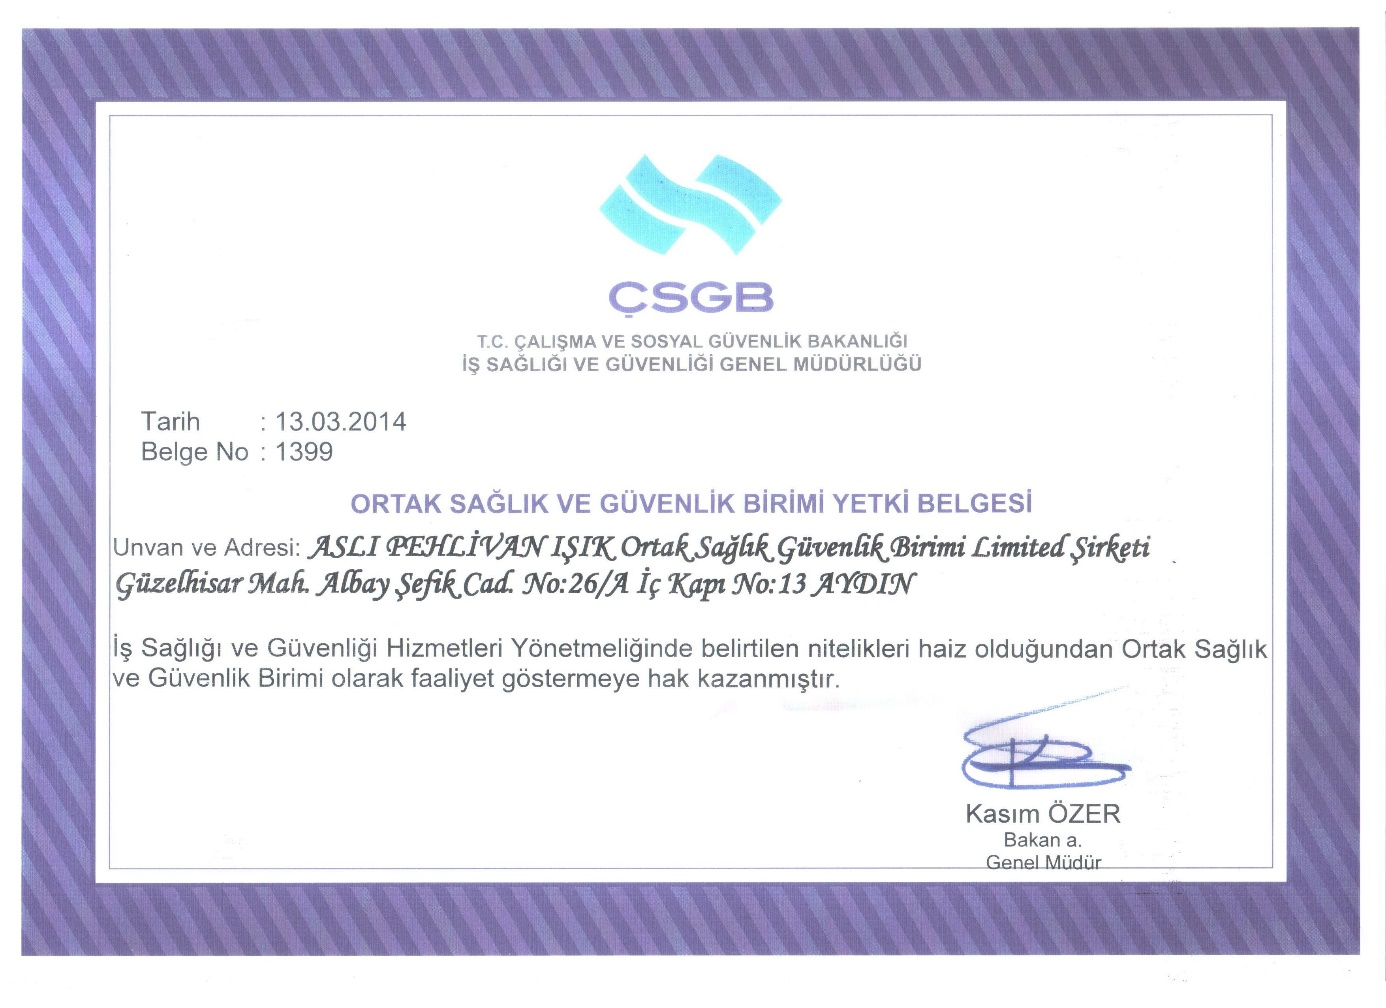 ÇSGB
T.C. ÇALIŞMA VE SOSYAL GÜVENLİK BAKANLIĞI
İŞ SAĞLIĞI VE GÜVENLİĞİ GENEL MÜDÜRLÜĞÜ
Tarih : 13.03.2014
Belge No : 1399
ORTAK SAĞLIK VE GÜVENLİK BİRİMİ YETKİ BELGESİ
Unvan ve Adresi: ASLI PEHLİVAN IŞIK Ortak Sağlık Güvenlik Birimi Limited Şirketi
Güzelhisar Mah. Albay Şefik Cad. No:26/A İç Kapı No:13 AYDIN
İş Sağlığı ve Güvenliği Hizmetleri Yönetmeliğinde belirtilen nitelikleri haiz olduğundan Ortak Sağlık
ve Güvenlik Birimi olarak faaliyet göstermeye hak kazanmıştır.
Kasım ÖZER
Bakan a.
Genel Müdür